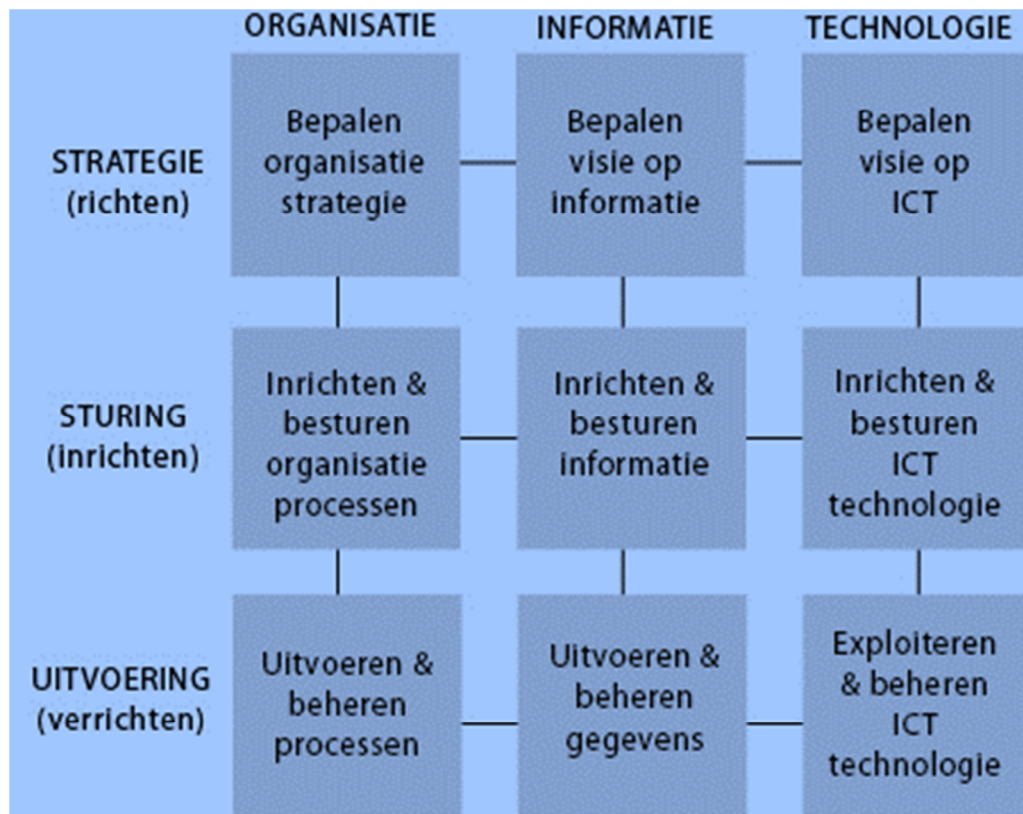 ORGANISATIE
INFORMATIE
TECHNOLOGIE
STRATEGIE
(richten)
Bepalen
organisatie
strategie
Bepalen
visie op
informatie
Bepalen
visie op
ICT
STURING
(inrichten)
Inrichten &
besturen
organisatie
processen
Inrichten &
besturen
informatie
Inrichten &
besturen
ICT
technologie
UITVOERING
(verrichten)
Uitvoeren &
beheren
processen
Uitvoeren &
beheren
gegevens
Exploiteren
& beheren
ICT
technologie